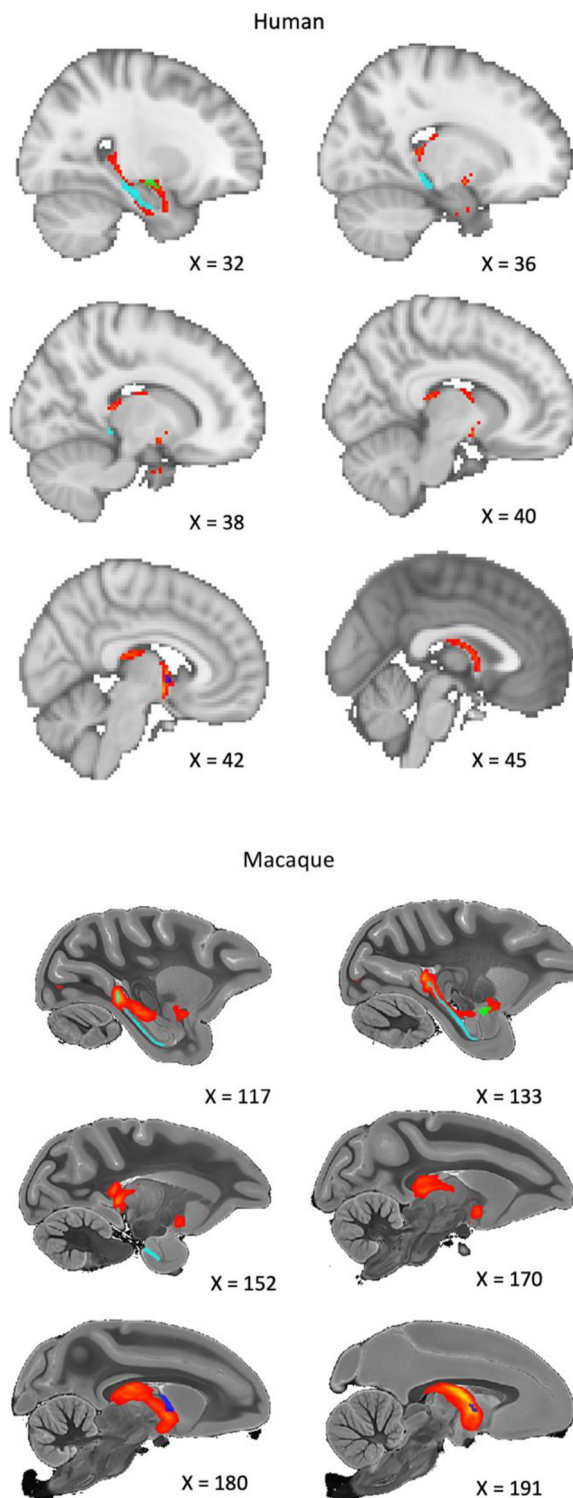 Human
X = 32
X = 36
X = 38
X = 40
X = 42
X = 45
Macaque
X = 117
X = 133
X = 152
X = 170
X = 180
X = 191